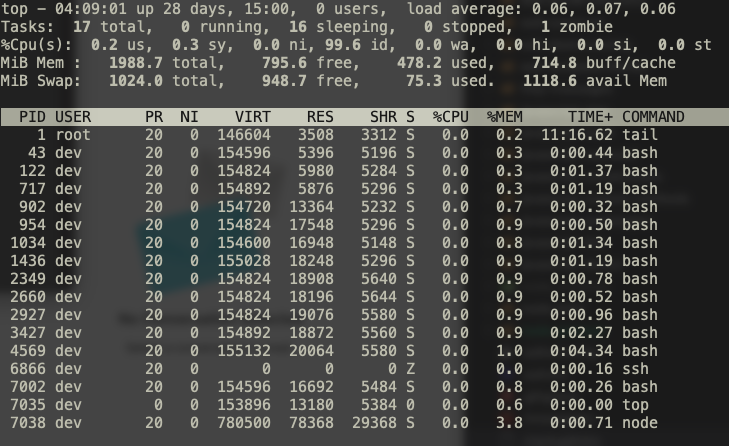 top - 04:09:01 up 28 days, 15:00,  0 users,  load average: 0.06, 0.07, 0.06
Tasks:  17 total,   0 running,  16 sleeping,   0 stopped,   1 zombie
%Cpu(s):  0.2 us,  0.3 sy,  0.0 ni, 99.6 id,  0.0 wa,  0.0 hi,  0.0 si,  0.0 st
MiB Mem :   1988.7 total,    795.6 free,    478.2 used,    714.8 buff/cache
MiB Swap:   1024.0 total,    948.7 free,     75.3 used.   1118.6 avail Mem
PID USER      PR  NI    VIRT    RES    SHR S  %CPU  %MEM     TIME+ COMMAND
1 root      20   0  146604   3508   3312 S   0.0   0.2  11:16.62 tail
43 dev       20   0  154596   5396   5196 S   0.0   0.3   0:00.44 bash
122 dev       20   0  154824   5980   5284 S   0.0   0.3   0:01.37 bash
717 dev       20   0  154892   5876   5296 S   0.0   0.3   0:01.19 bash
902 dev       20   0  154720  13364   5232 S   0.0   0.7   0:00.32 bash
954 dev       20   0  154824  17548   5296 S   0.0   0.9   0:00.50 bash
1034 dev       20   0  154600  16948   5148 S   0.0   0.8   0:01.34 bash
1436 dev       20   0  155028  18248   5296 S   0.0   0.9   0:01.19 bash
2349 dev       20   0  154824  18908   5640 S   0.0   0.9   0:00.78 bash
2660 dev       20   0  154824  18196   5644 S   0.0   0.9   0:00.52 bash
2927 dev       20   0  154824  19076   5580 S   0.0   0.9   0:00.96 bash
3427 dev       20   0  154892  18872   5560 S   0.0   0.9   0:02.27 bash
4569 dev       20   0  155132  20064   5580 S   0.0   1.0   0:04.34 bash
6866 dev       20   0       0      0      0 Z   0.0   0.0   0:00.16 ssh
7002 dev       20   0  154596  16692   5484 S   0.0   0.8   0:00.26 bash
7035 dev        0   0  153896  13180   5384 0   0.0   0.6   0:00.00 top
7038 dev       20   0  780500  78368  29368 S   0.0   3.8   0:00.71 node